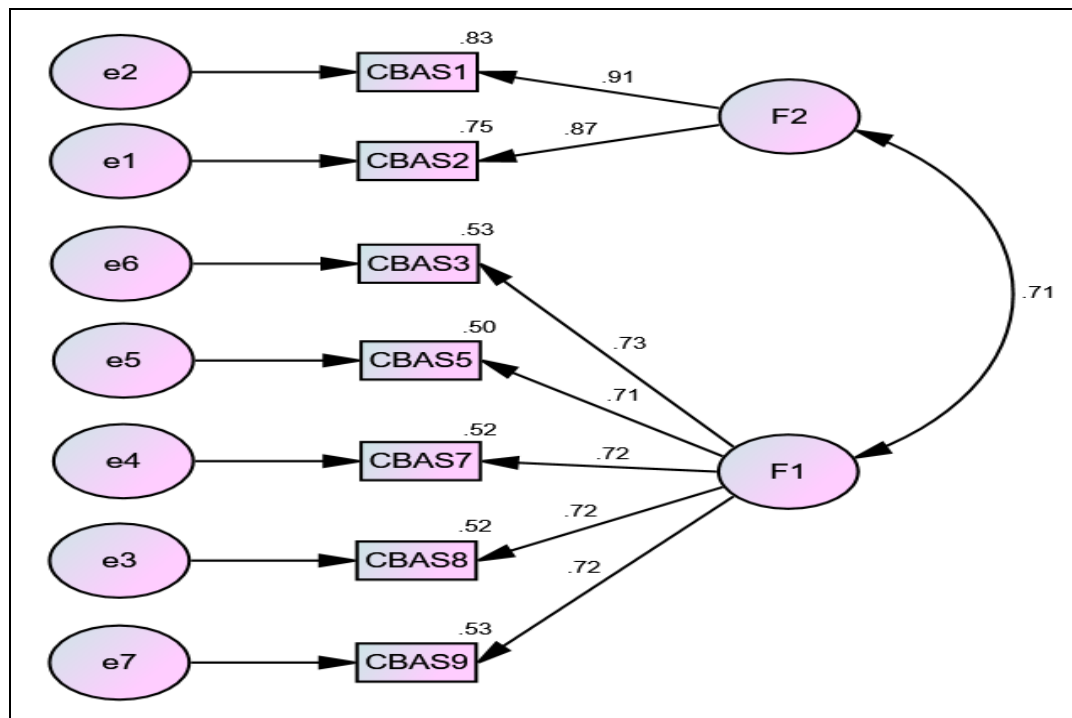 .83
e2 CBAS1 .91 F2
.75
e1 CBAS2 .87
.53
e6 CBAS3
.71
.50
e5 CBAS5 .73
.71
.52
e4 CBAS7 .72 F1
.52
e3 CBAS8 .72
.72
.53
e7 CBAS9